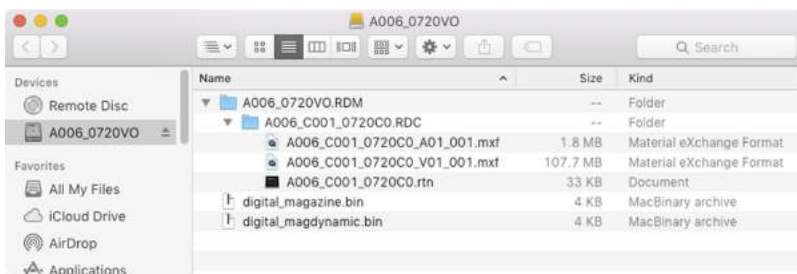 A006_0720VO
Search
Name Size Kind
Devices
Remote Disc
A006_0720VO
Favorites
All My Files
iCloud Drive
AirDrop
Applications
A006_0720VO.RDM -- Folder
A006_C001_0720C0.RDC -- Folder
A006_C001_0720C0_A01_001.mxf 1.8 MB Material eXchange Format
A006_C001_0720C0_V01_001.mxf 107.7 MB Material eXchange Format
A006_C001_0720C0.rtn 33 KB Document
digital_magazine.bin 4 KB MacBinary archive
digital_magdynamic.bin 4 KB MacBinary archive